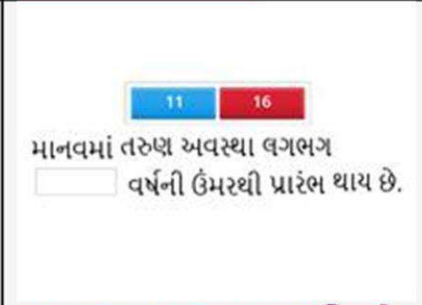 11 16
માનવમાં તરુણ અવસ્થા લગભગ
વર્ષની ઉંમરથી પ્રારંભ થાય છે.